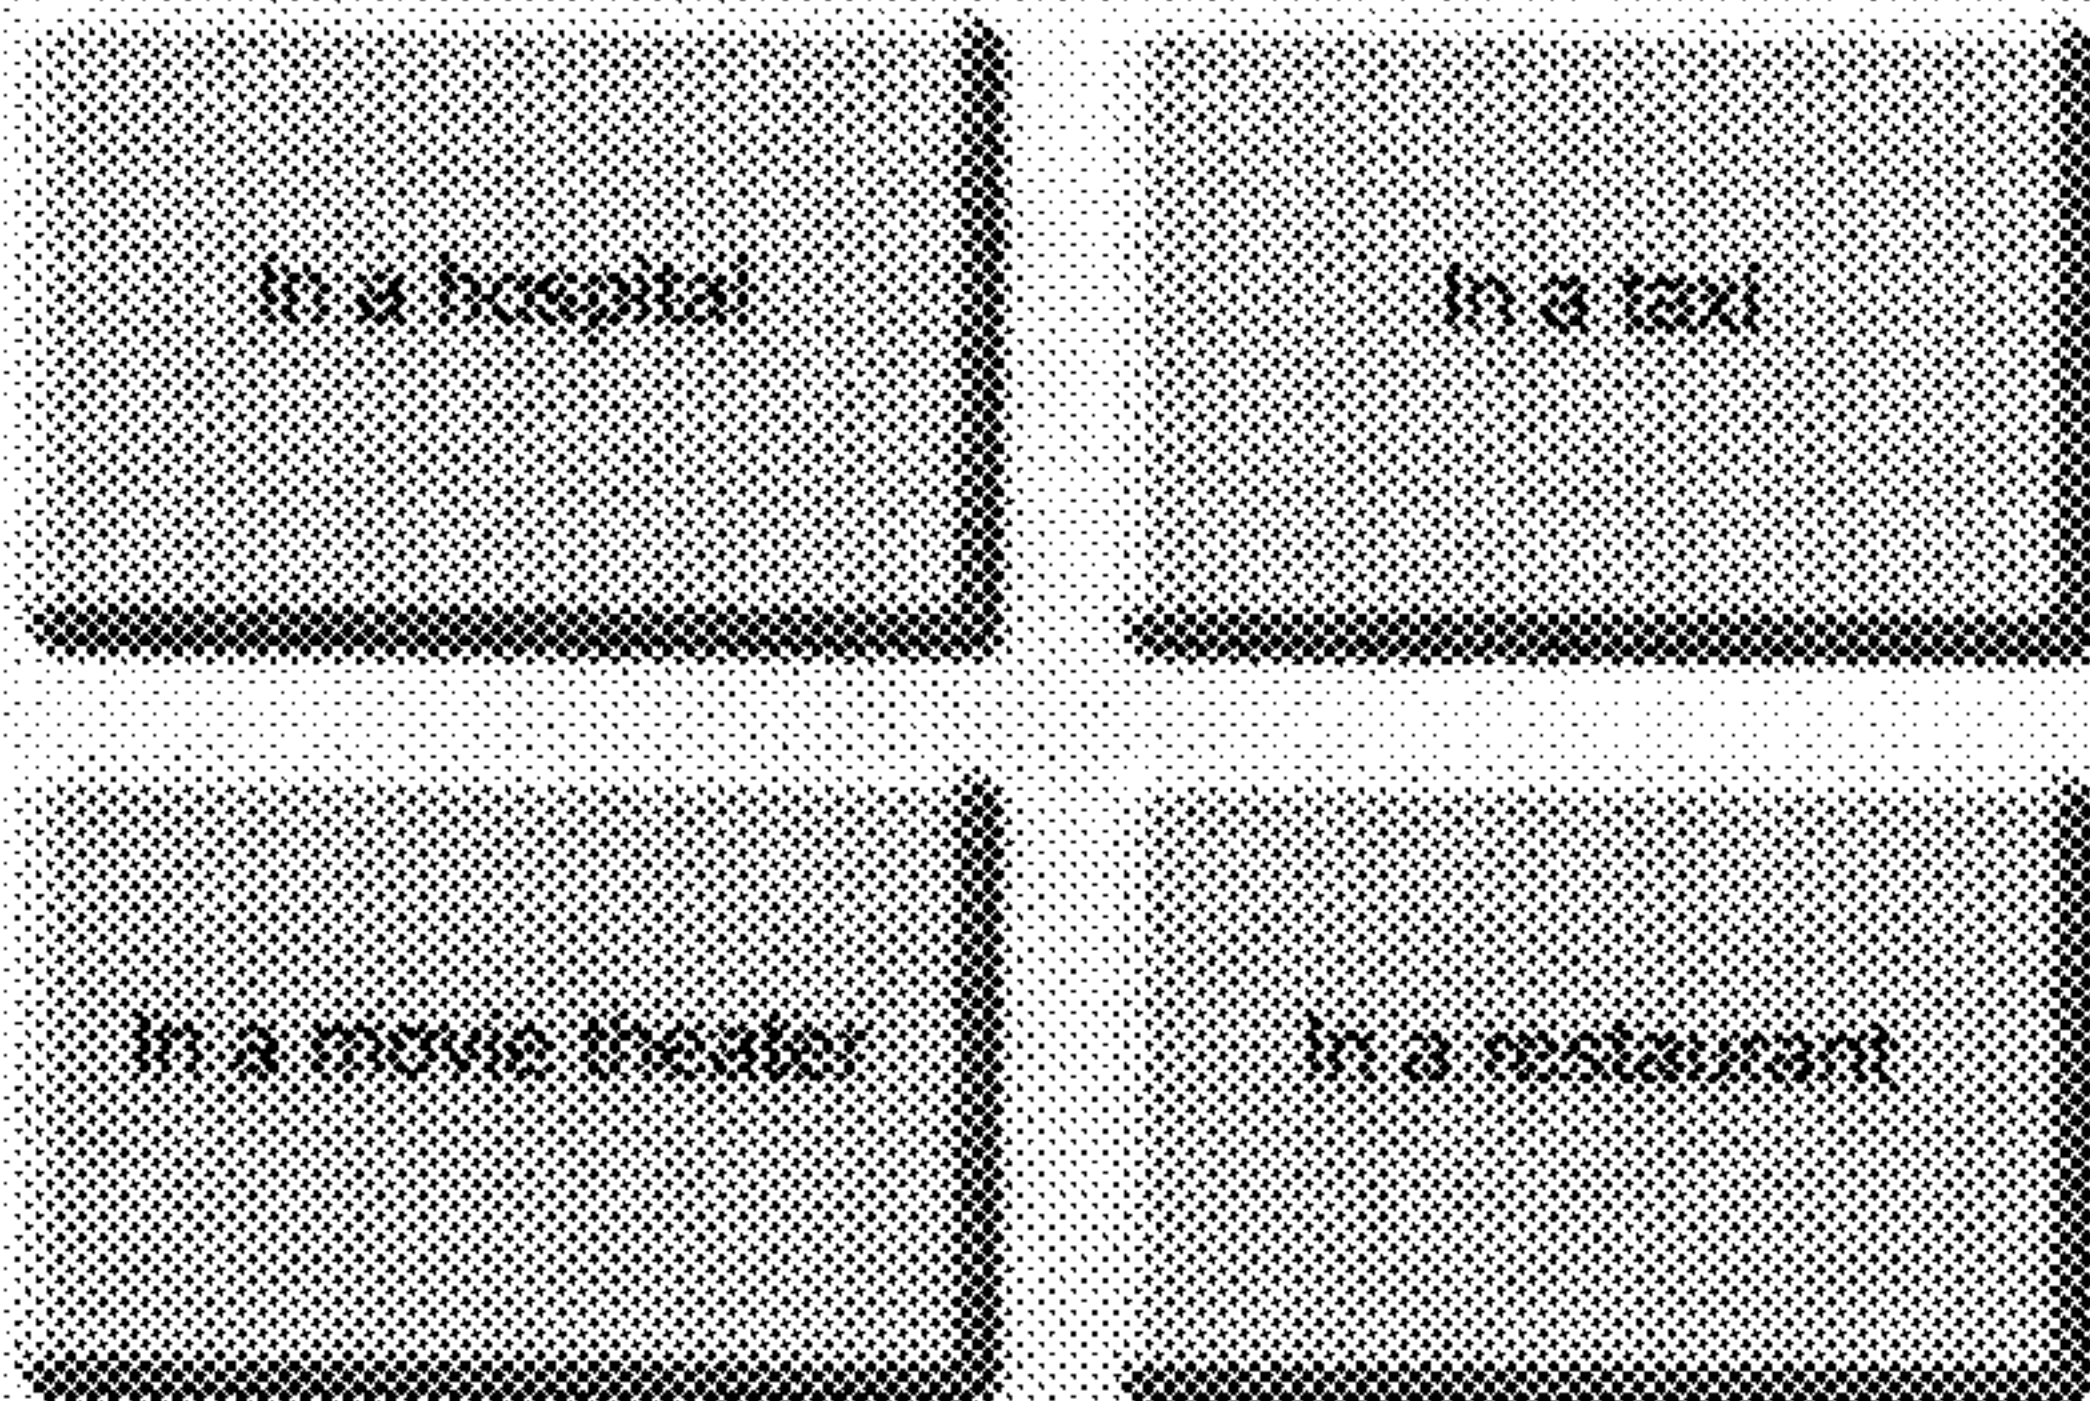 In a hospital
In a taxi
In a movie theater
In a restaurant